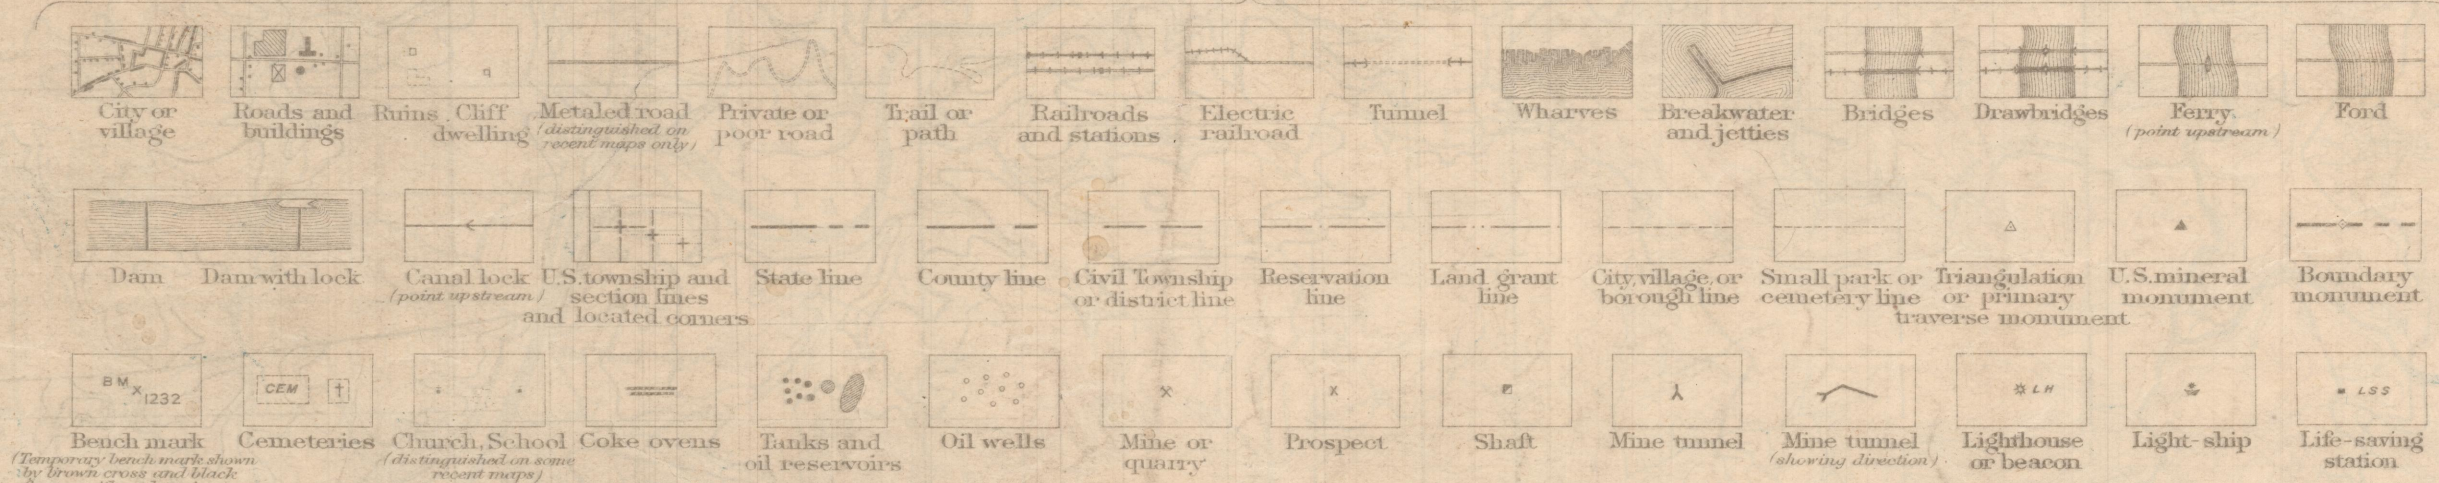 City or
village
Roads and
buildings
Ruins Cliff
dwelling
Metaled road
(distinguished on
recent maps only)
Private or
poor road
Trail or
path
Railroads
and stations
Electric
railroad
Tunnel
Wharves
Breakwater
and jetties
Bridges
Drawbridges
Ferry
(point upstream)
Ford
Dam
Dam with lock
Canal lock
(point upstream)
U.S. township and
section lines
and located corners
State line
County line
Civil Township
or district line
Reservation
line
Land grant
line
City, village, or
borough line
Small park or
cemetery line
Triangulation
or primary
traverse monument
U.S. mineral
monument
Boundary
monument
BM
X
1232
Bench mark
(Temporary bench mark shown
by brown cross and black
CEM
Cemeteries
Church, School
(distinguished on some
recent maps)
Coke ovens
Tanks and
oil reservoirs
Oil wells
Mine or
quarry
X
Prospect
Shaft
Mine tunnel
Mine tunnel
(showing direction)
LH
Lighthouse
or beacon
Light-ship
LSS
Life-saving
station